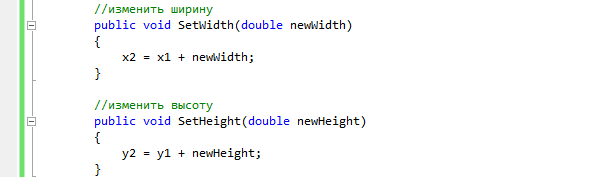 //изменить ширину
public void SetWidth(double newWidth)
{
x2 = x1 + newWidth;
}
//изменить высоту
public void SetHeight(double newHeight)
{
y2 = y1 + newHeight;
}